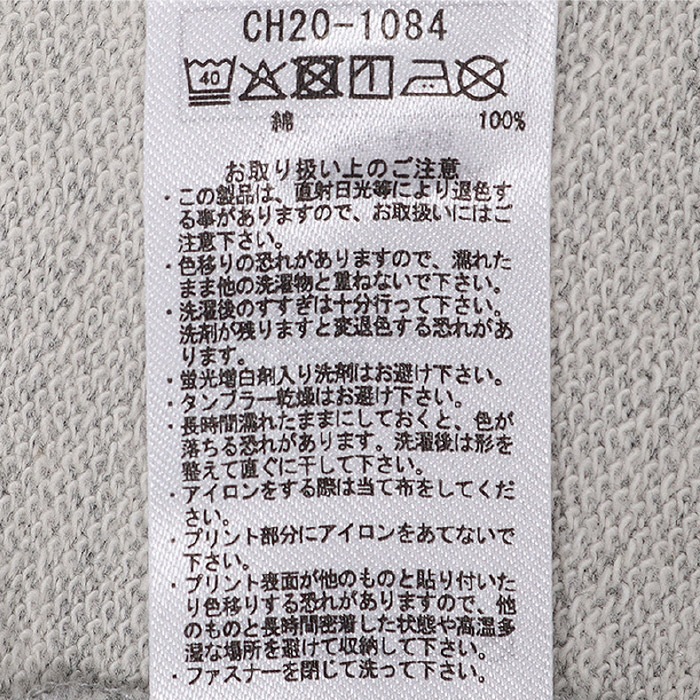 CH20-1084
40
綿 100%
お取り扱い上のご注意
・この製品は、直射日光等により退色す
る事がありますので、お取扱いにはご
注意下さい。
・色移りの恐れがありますので、濡れた
まま他の洗濯物と重ねないで下さい。
・洗濯後のすすぎは十分行って下さい。
洗剤が残りますと変退色する恐れがあ
ります。
・蛍光増白剤入り洗剤はお避け下さい。
・タンブラー乾燥はお避け下さい。
・長時間濡れたままにしておくと、色が
落ちる恐れがあります。洗濯後は形を
整えて直ぐに干して下さい。
・アイロンをする際は当て布をしてくだ
さい。
・プリント部分にアイロンをあてないで
下さい。
・プリント表面が他のものと貼り付いた
り色移りする恐れがありますので、他
のものと長時間密着した状態や高温多
湿な場所を避けて収納して下さい。
・ファスナーを閉じて洗って下さい。